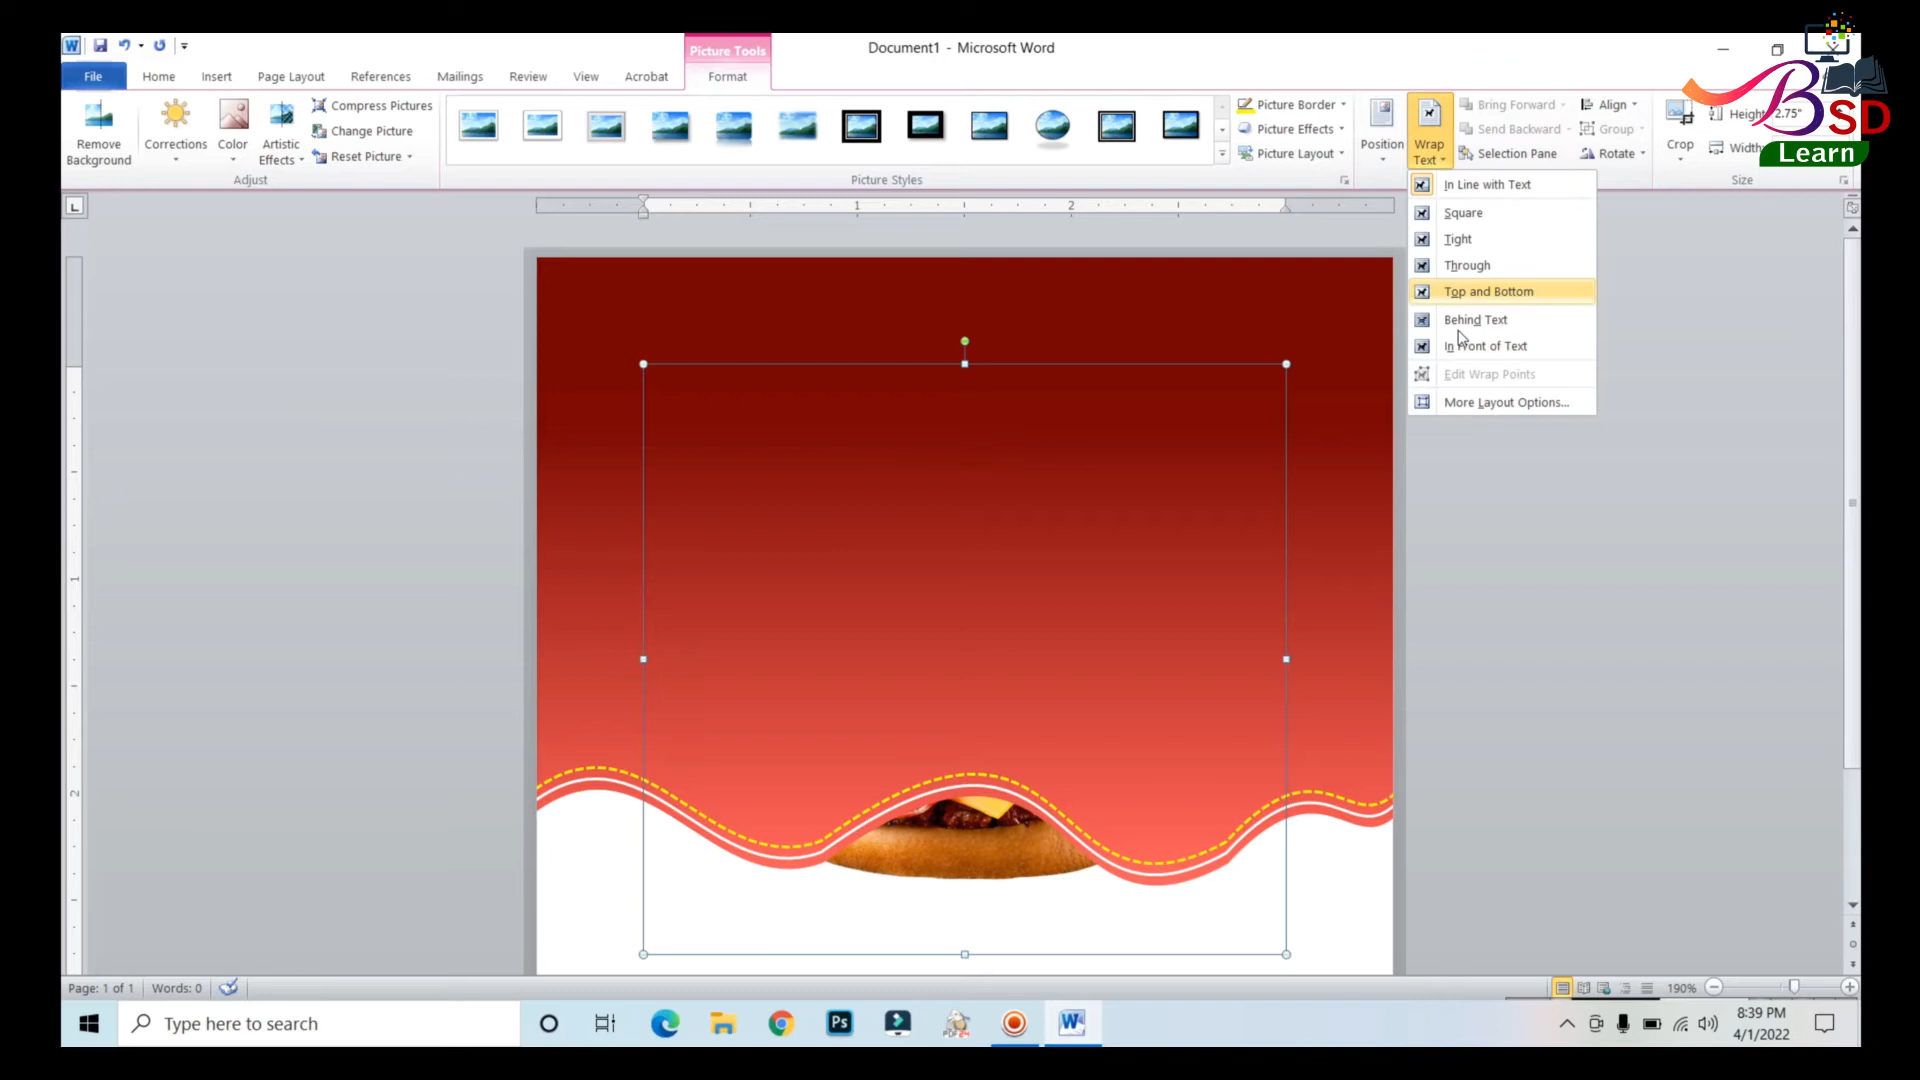 Document1 - Microsoft Word
Picture Tools
File Home Insert Page Layout References Mailings Review View Acrobat Format
Remove Background
Corrections
Color
Artistic Effects
Compress Pictures
Change Picture
Reset Picture
Adjust
Picture Styles
Picture Border
Picture Effects
Picture Layout
Position
Wrap Text
Bring Forward
Send Backward
Selection Pane
Align
Group
Rotate
Crop
Height
2.75"
Width
Size
BSD
Learn
In Line with Text
Square
Tight
Through
Top and Bottom
Behind Text
In Front of Text
Edit Wrap Points
More Layout Options...
1 2
1
2
Page: 1 of 1 Words: 0
190%
Type here to search
Ps
8:39 PM
4/1/2022